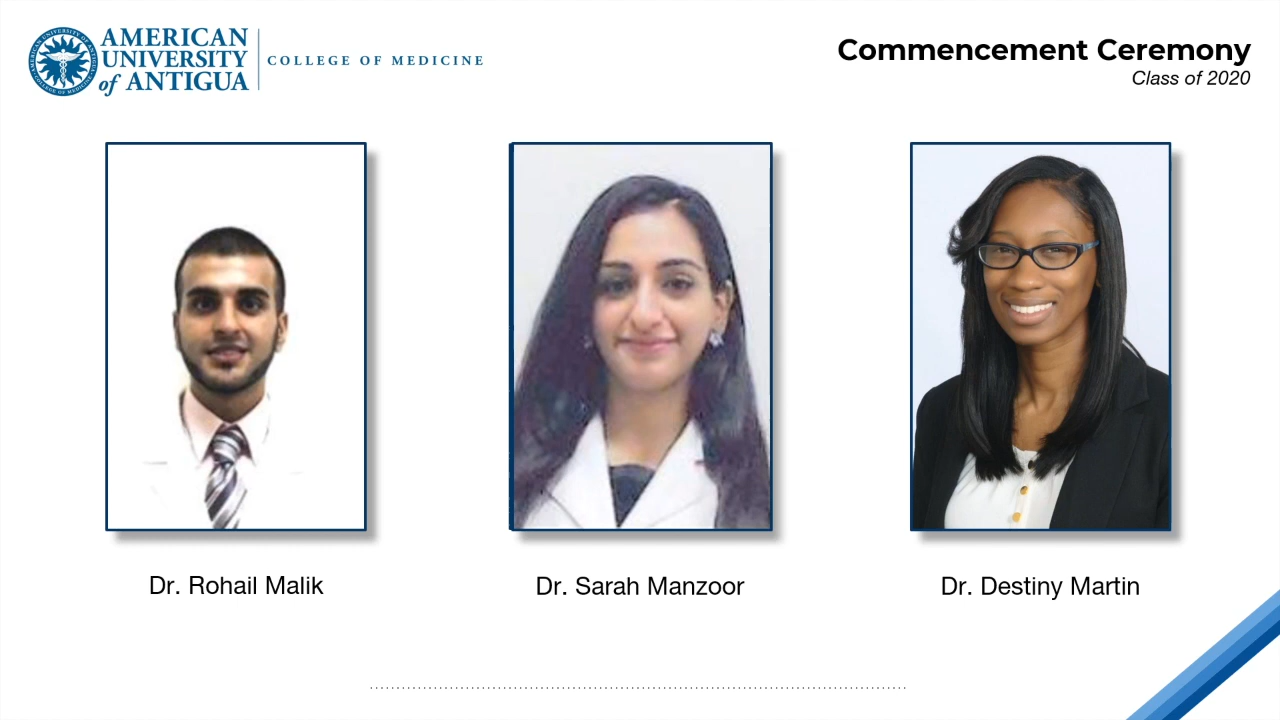 AMERICAN
UNIVERSITY
of ANTIGUA
COLLEGE OF MEDICINE
Commencement Ceremony
Class of 2020
Dr. Rohail Malik
Dr. Sarah Manzoor
Dr. Destiny Martin